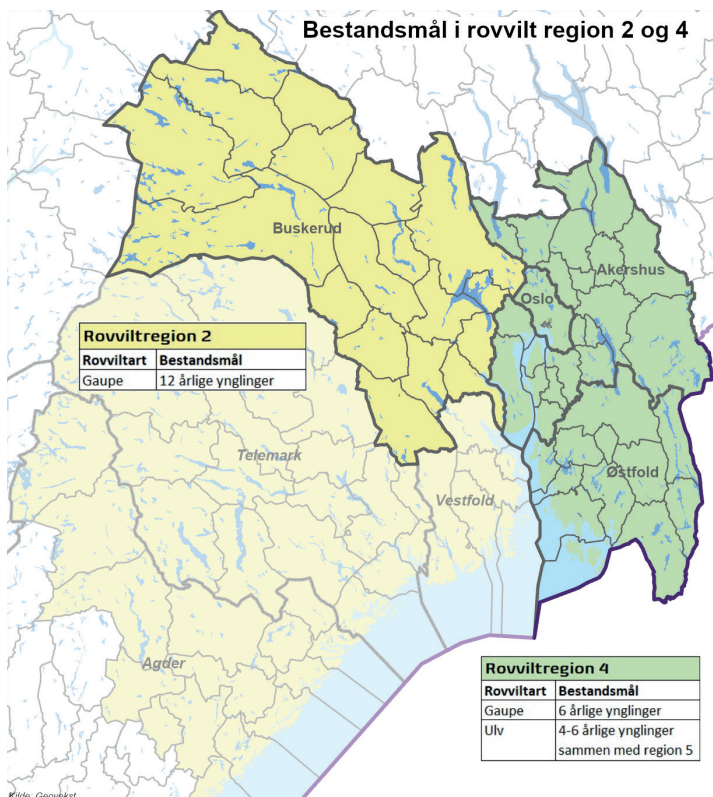 Bestandsmål i rovvilt region 2 og 4
Buskerud
Akershus
Oslo
Rovviltregion 2
Rovviltart Bestandsmål
Gaupe 12 årlige ynglinger
Telemark
Vestfold
Østfold
Agder
Rovviltregion 4
Rovviltart Bestandsmål
Gaupe 6 årlige ynglinger
Ulv 4-6 årlige ynglinger
sammen med region 5
Kilde: Geovekst